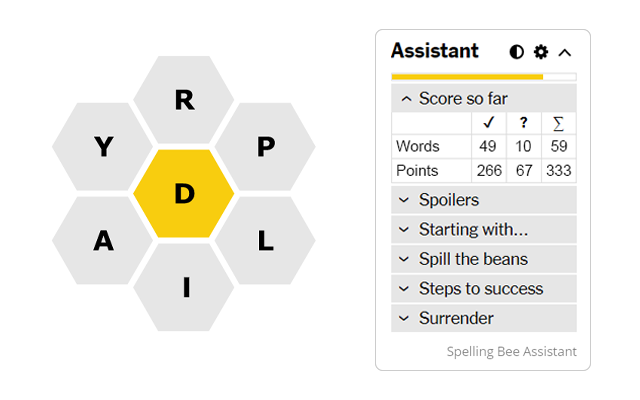 R
Y
P
D
A
L
I
Assistant
Score so far
✓ ? ∑
Words 49 10 59
Points 266 67 333
Spoilers
Starting with...
Spill the beans
Steps to success
Surrender
Spelling Bee Assistant